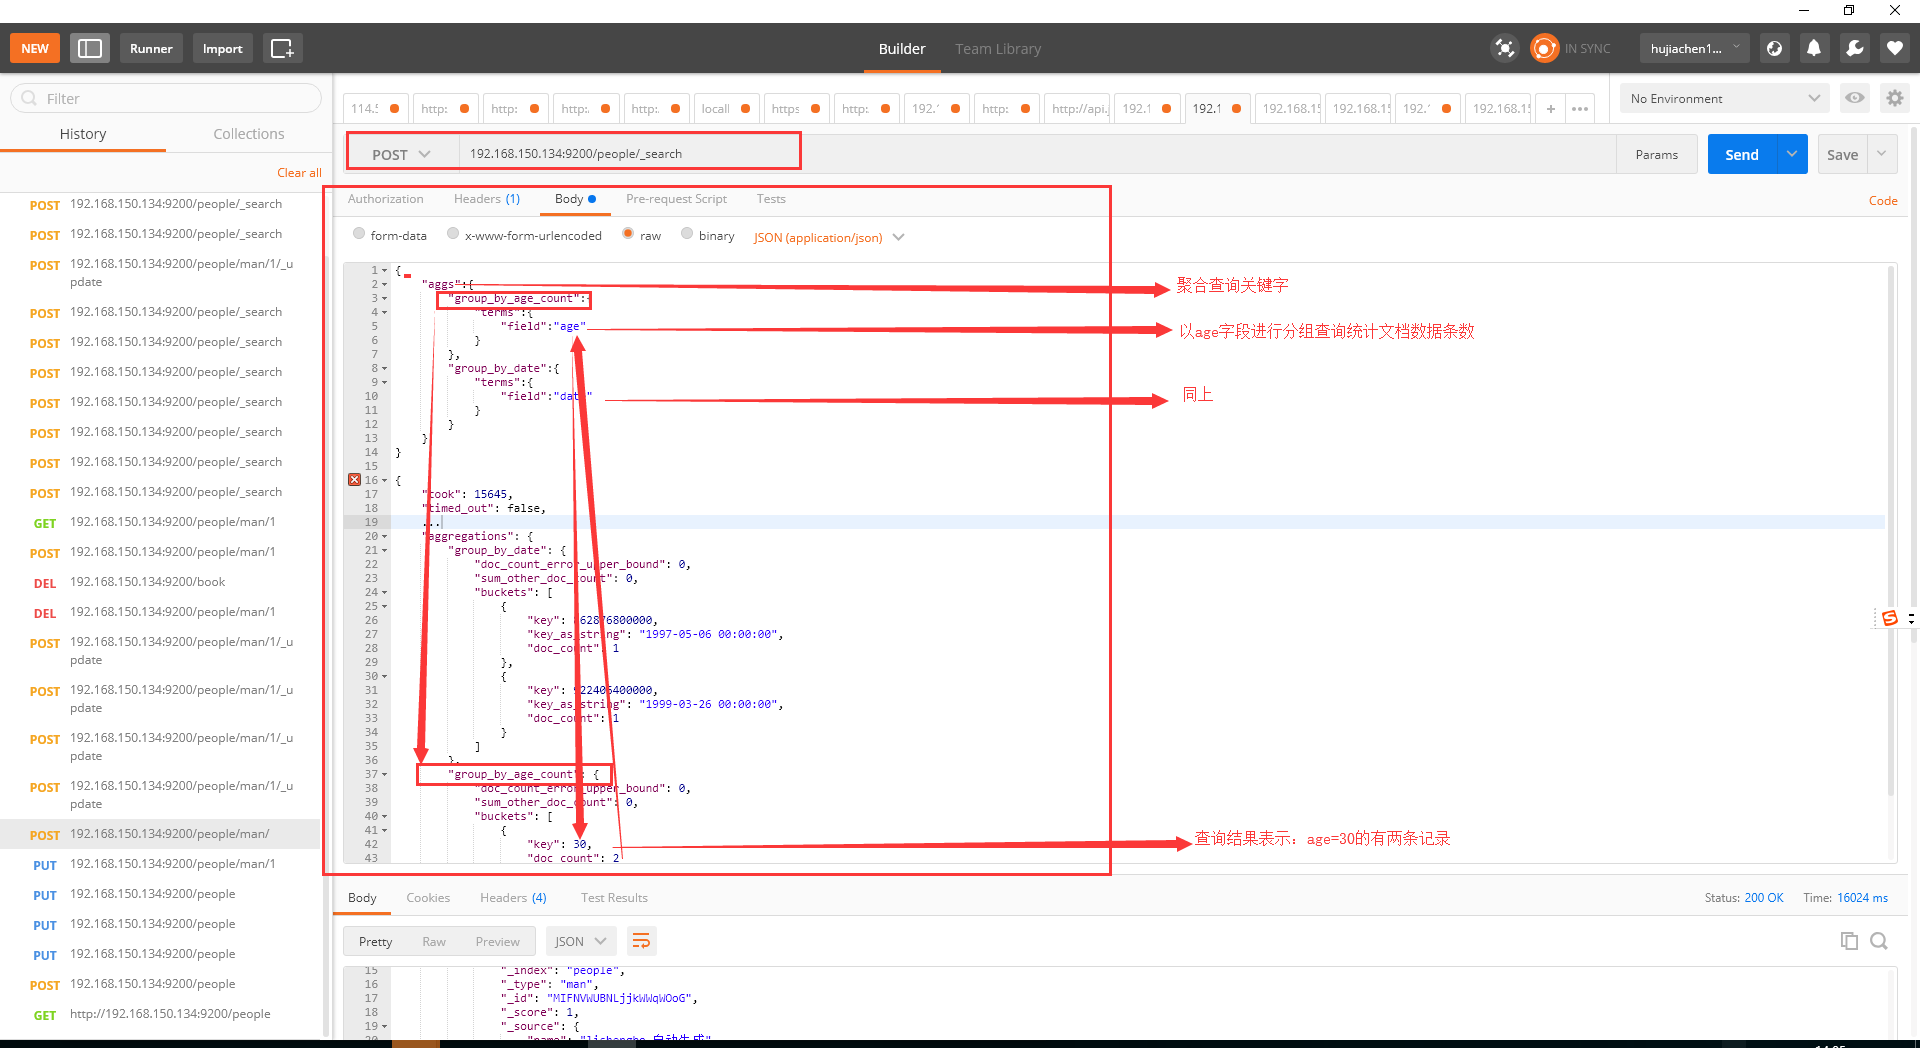 NEW
Runner
Import
Builder
Team Library
IN SYNC
hujiachen1...
Filter
History
Collections
Clear all
POST 192.168.150.134:9200/people/_search
POST 192.168.150.134:9200/people/_search
POST 192.168.150.134:9200/people/man/1/_u
pdate
POST 192.168.150.134:9200/people/_search
POST 192.168.150.134:9200/people/_search
POST 192.168.150.134:9200/people/_search
POST 192.168.150.134:9200/people/_search
POST 192.168.150.134:9200/people/_search
POST 192.168.150.134:9200/people/_search
POST 192.168.150.134:9200/people/_search
GET 192.168.150.134:9200/people/man/1
POST 192.168.150.134:9200/people/man/1
DEL 192.168.150.134:9200/book
DEL 192.168.150.134:9200/people/man/1
POST 192.168.150.134:9200/people/man/1/_u
pdate
POST 192.168.150.134:9200/people/man/1/_u
pdate
POST 192.168.150.134:9200/people/man/1/_u
pdate
POST 192.168.150.134:9200/people/man/1/_u
pdate
POST 192.168.150.134:9200/people/man/
PUT 192.168.150.134:9200/people/man/1
PUT 192.168.150.134:9200/people
PUT 192.168.150.134:9200/people
PUT 192.168.150.134:9200/people
POST 192.168.150.134:9200/people
GET http://192.168.150.134:9200/people
114.5 http: http: http: http: locall https http: 192.1 http: http://api. 192.1 192.1 192.168.15 192.168.15 192.1 192.168.15 + •••
No Environment
POST 192.168.150.134:9200/people/_search
Params
Send
Save
Authorization Headers (1) Body Pre-request Script Tests
Code
form-data x-www-form-urlencoded raw binary JSON (application/json)
1 {
2 "aggs":{
3 "group_by_age_count":{
4 "terms":{
5 "field":"age"
6 }
7 },
8 "group_by_date":{
9 "terms":{
10 "field":"date"
11 }
12 }
13 }
14 }
15
16 {
17 "took": 15645,
18 "timed_out": false,
19 ...
20 "aggregations": {
21 "group_by_date": {
22 "doc_count_error_upper_bound": 0,
23 "sum_other_doc_count": 0,
24 "buckets": [
25 {
26 "key": 862876800000,
27 "key_as_string": "1997-05-06 00:00:00",
28 "doc_count": 1
29 },
30 {
31 "key": 922406400000,
32 "key_as_string": "1999-03-26 00:00:00",
33 "doc_count": 1
34 }
35 ]
36 },
37 "group_by_age_count": {
38 "doc_count_error_upper_bound": 0,
39 "sum_other_doc_count": 0,
40 "buckets": [
41 {
42 "key": 30,
43 "doc_count": 2
聚合查询关键字
以age字段进行分组查询统计文档数据条数
同上
查询结果表示：age=30的有两条记录
Body Cookies Headers (4) Test Results
Status: 200 OK Time: 16024 ms
Pretty Raw Preview JSON
15 "_index": "people",
16 "_type": "man",
17 "_id": "MIFNVWUBNLjjkWWqWOoG",
18 "_score": 1,
19 "_source": {